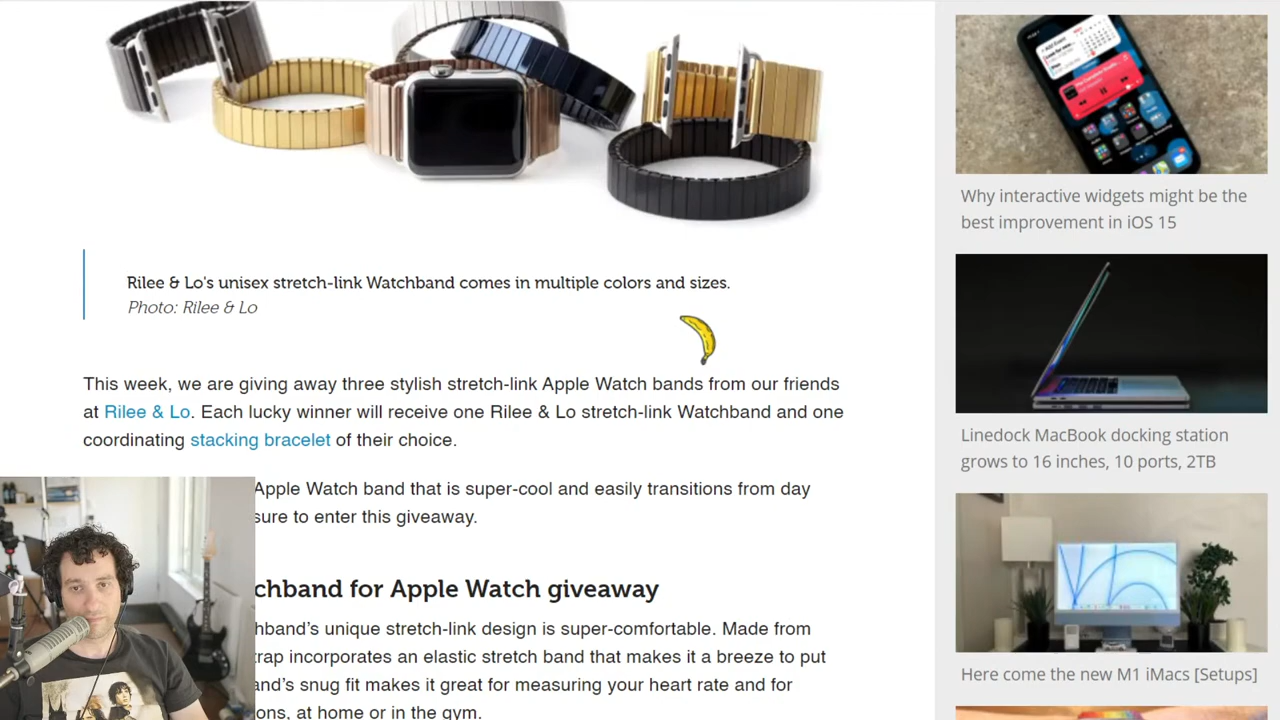 Rilee & Lo's unisex stretch-link Watchband comes in multiple colors and sizes.
Photo: Rilee & Lo
This week, we are giving away three stylish stretch-link Apple Watch bands from our friends
at Rilee & Lo. Each lucky winner will receive one Rilee & Lo stretch-link Watchband and one
coordinating stacking bracelet of their choice.
Apple Watch band that is super-cool and easily transitions from day
sure to enter this giveaway.
chband for Apple Watch giveaway
hband’s unique stretch-link design is super-comfortable. Made from
trap incorporates an elastic stretch band that makes it a breeze to put
and’s snug fit makes it great for measuring your heart rate and for
ons, at home or in the gym.
Why interactive widgets might be the
best improvement in iOS 15
Linedock MacBook docking station
grows to 16 inches, 10 ports, 2TB
Here come the new M1 iMacs [Setups]